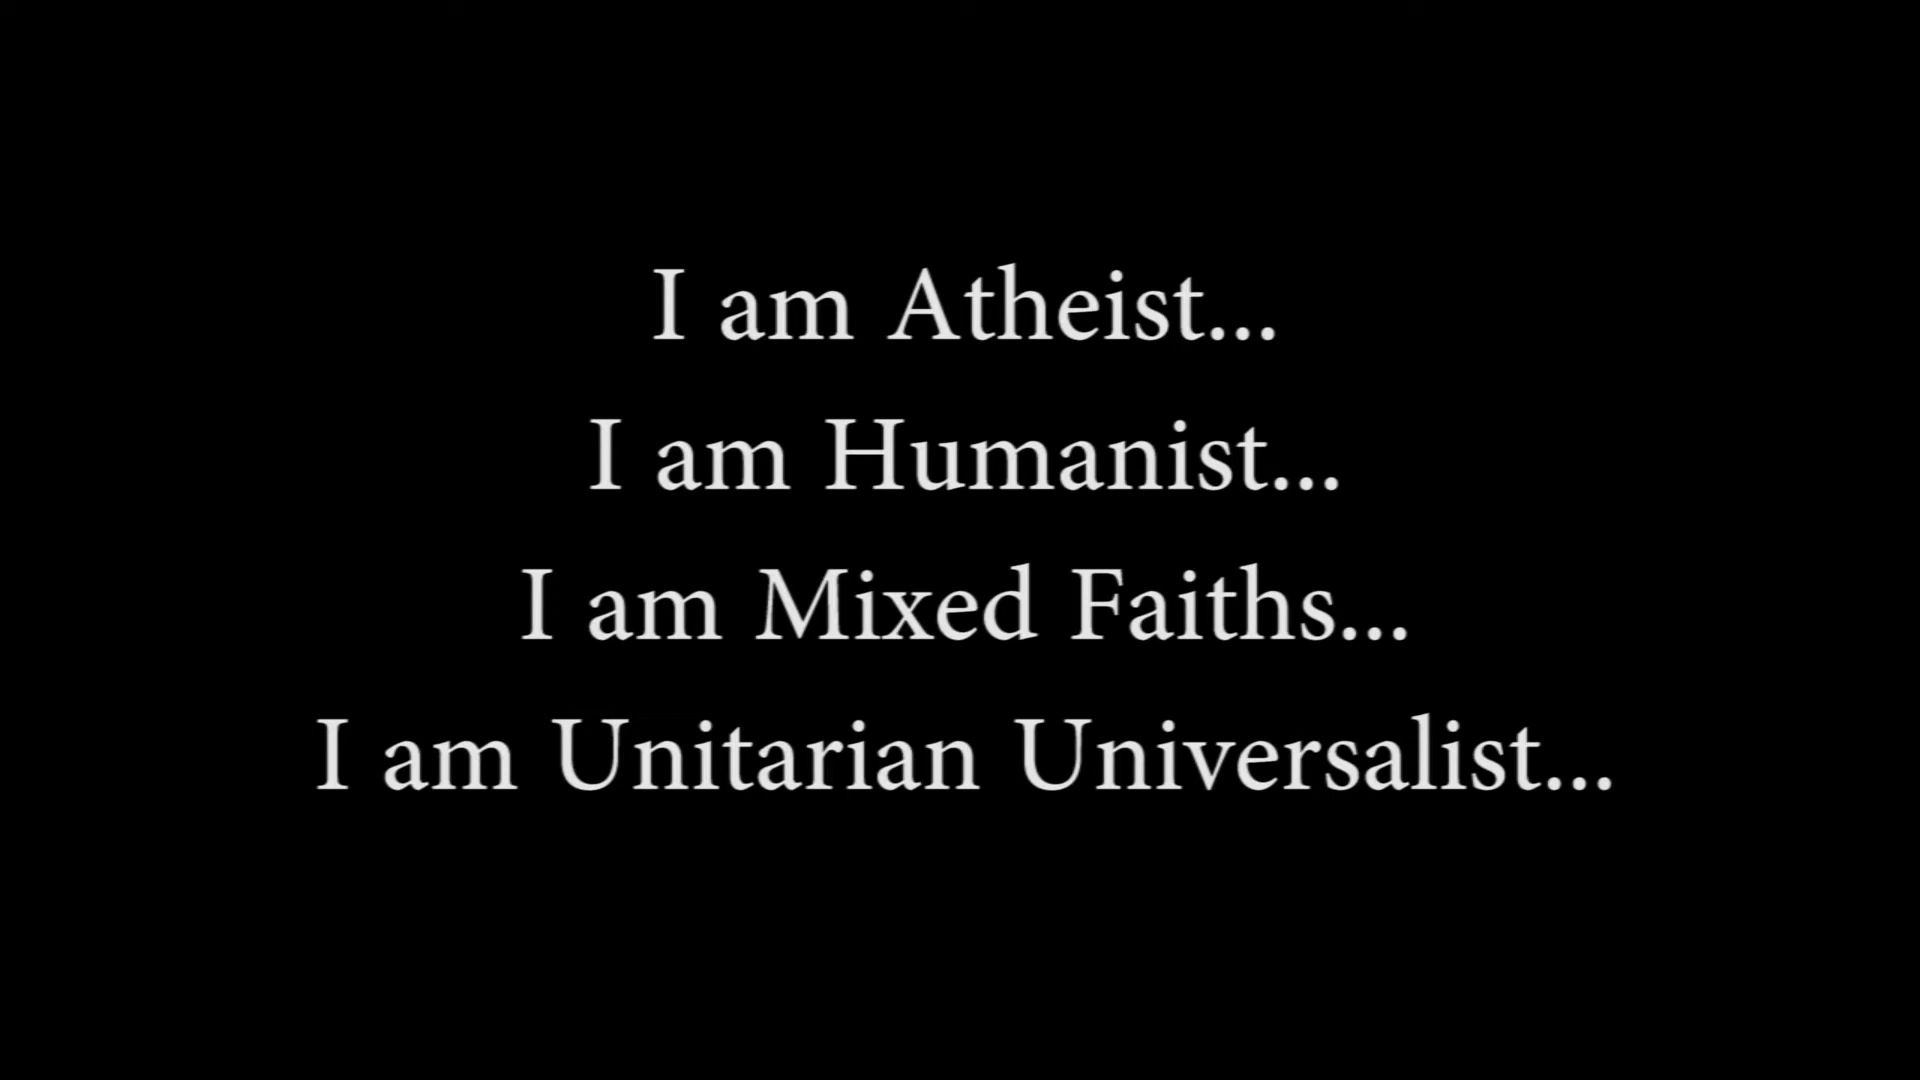 I am Atheist...
I am Humanist...
I am Mixed Faiths...
I am Unitarian Universalist...